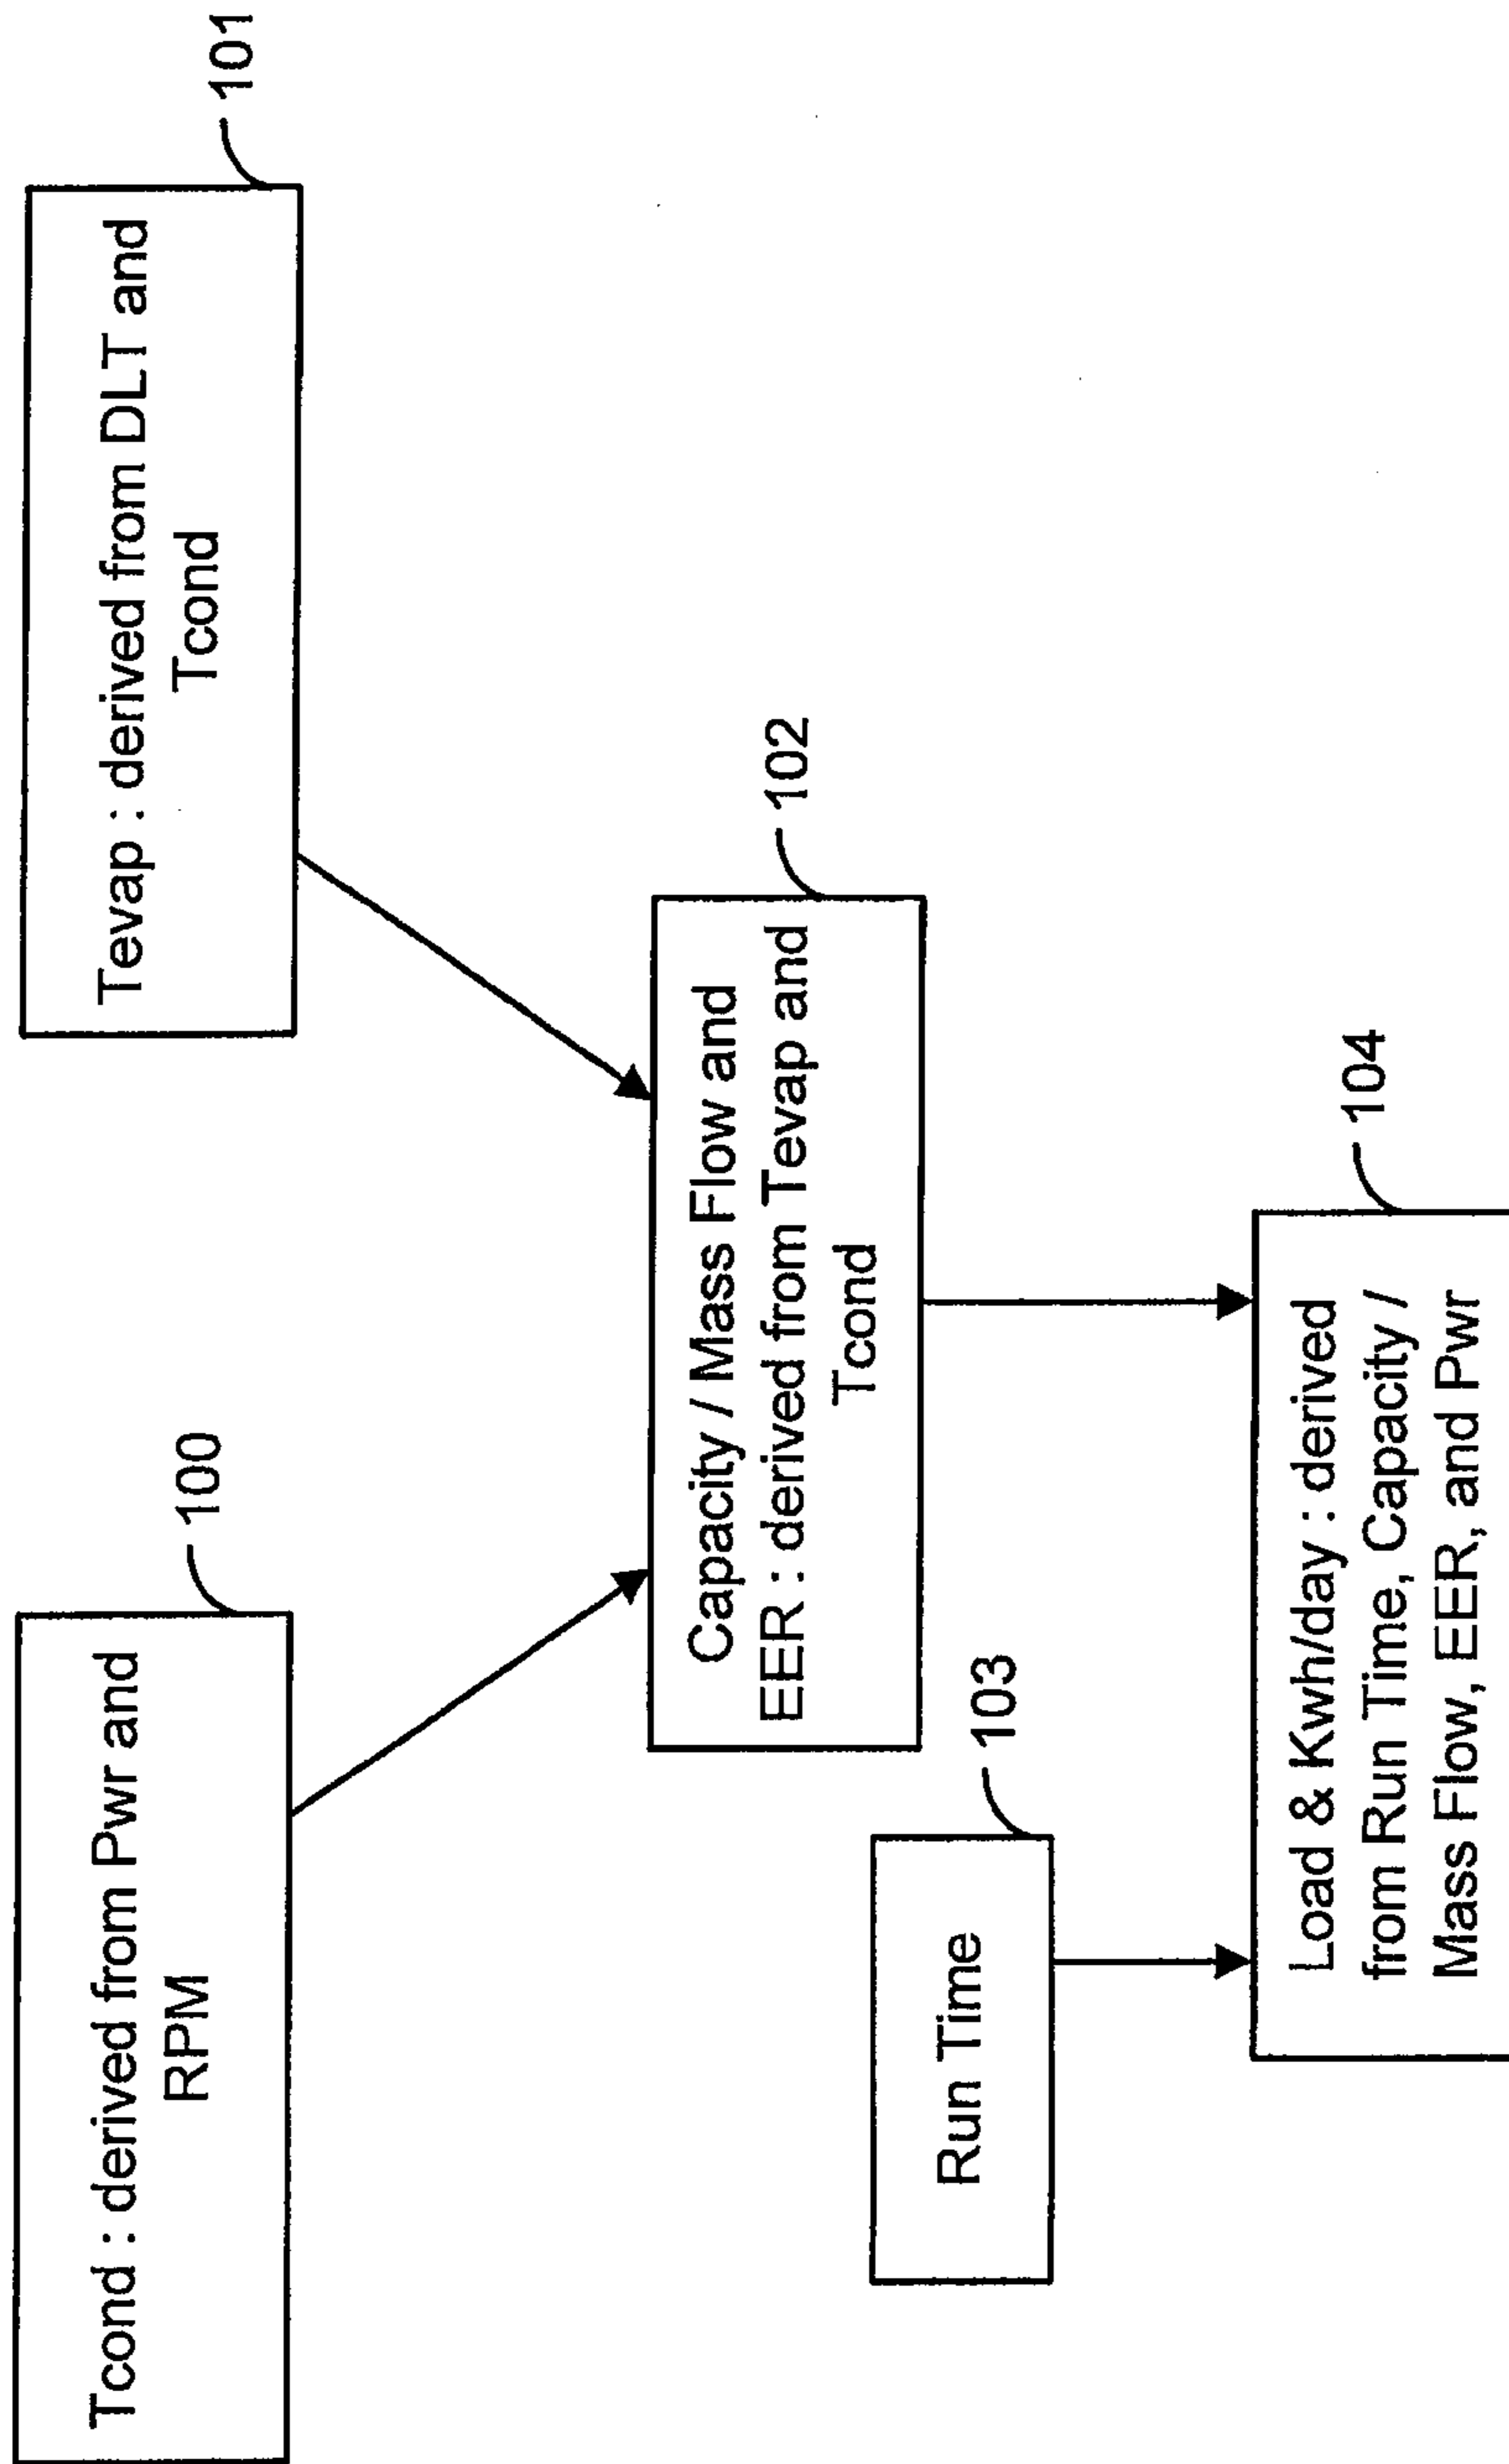 100
Tcond : derived from Pwr and
RPM
101
Tevap : derived from DLT and
Tcond
102
Capacity / Mass Flow and
EER : derived from Tevap and
Tcond
103
Run Time
104
Load & Kwh/day : derived
from Run Time, Capacity /
Mass Flow, EER, and Pwr